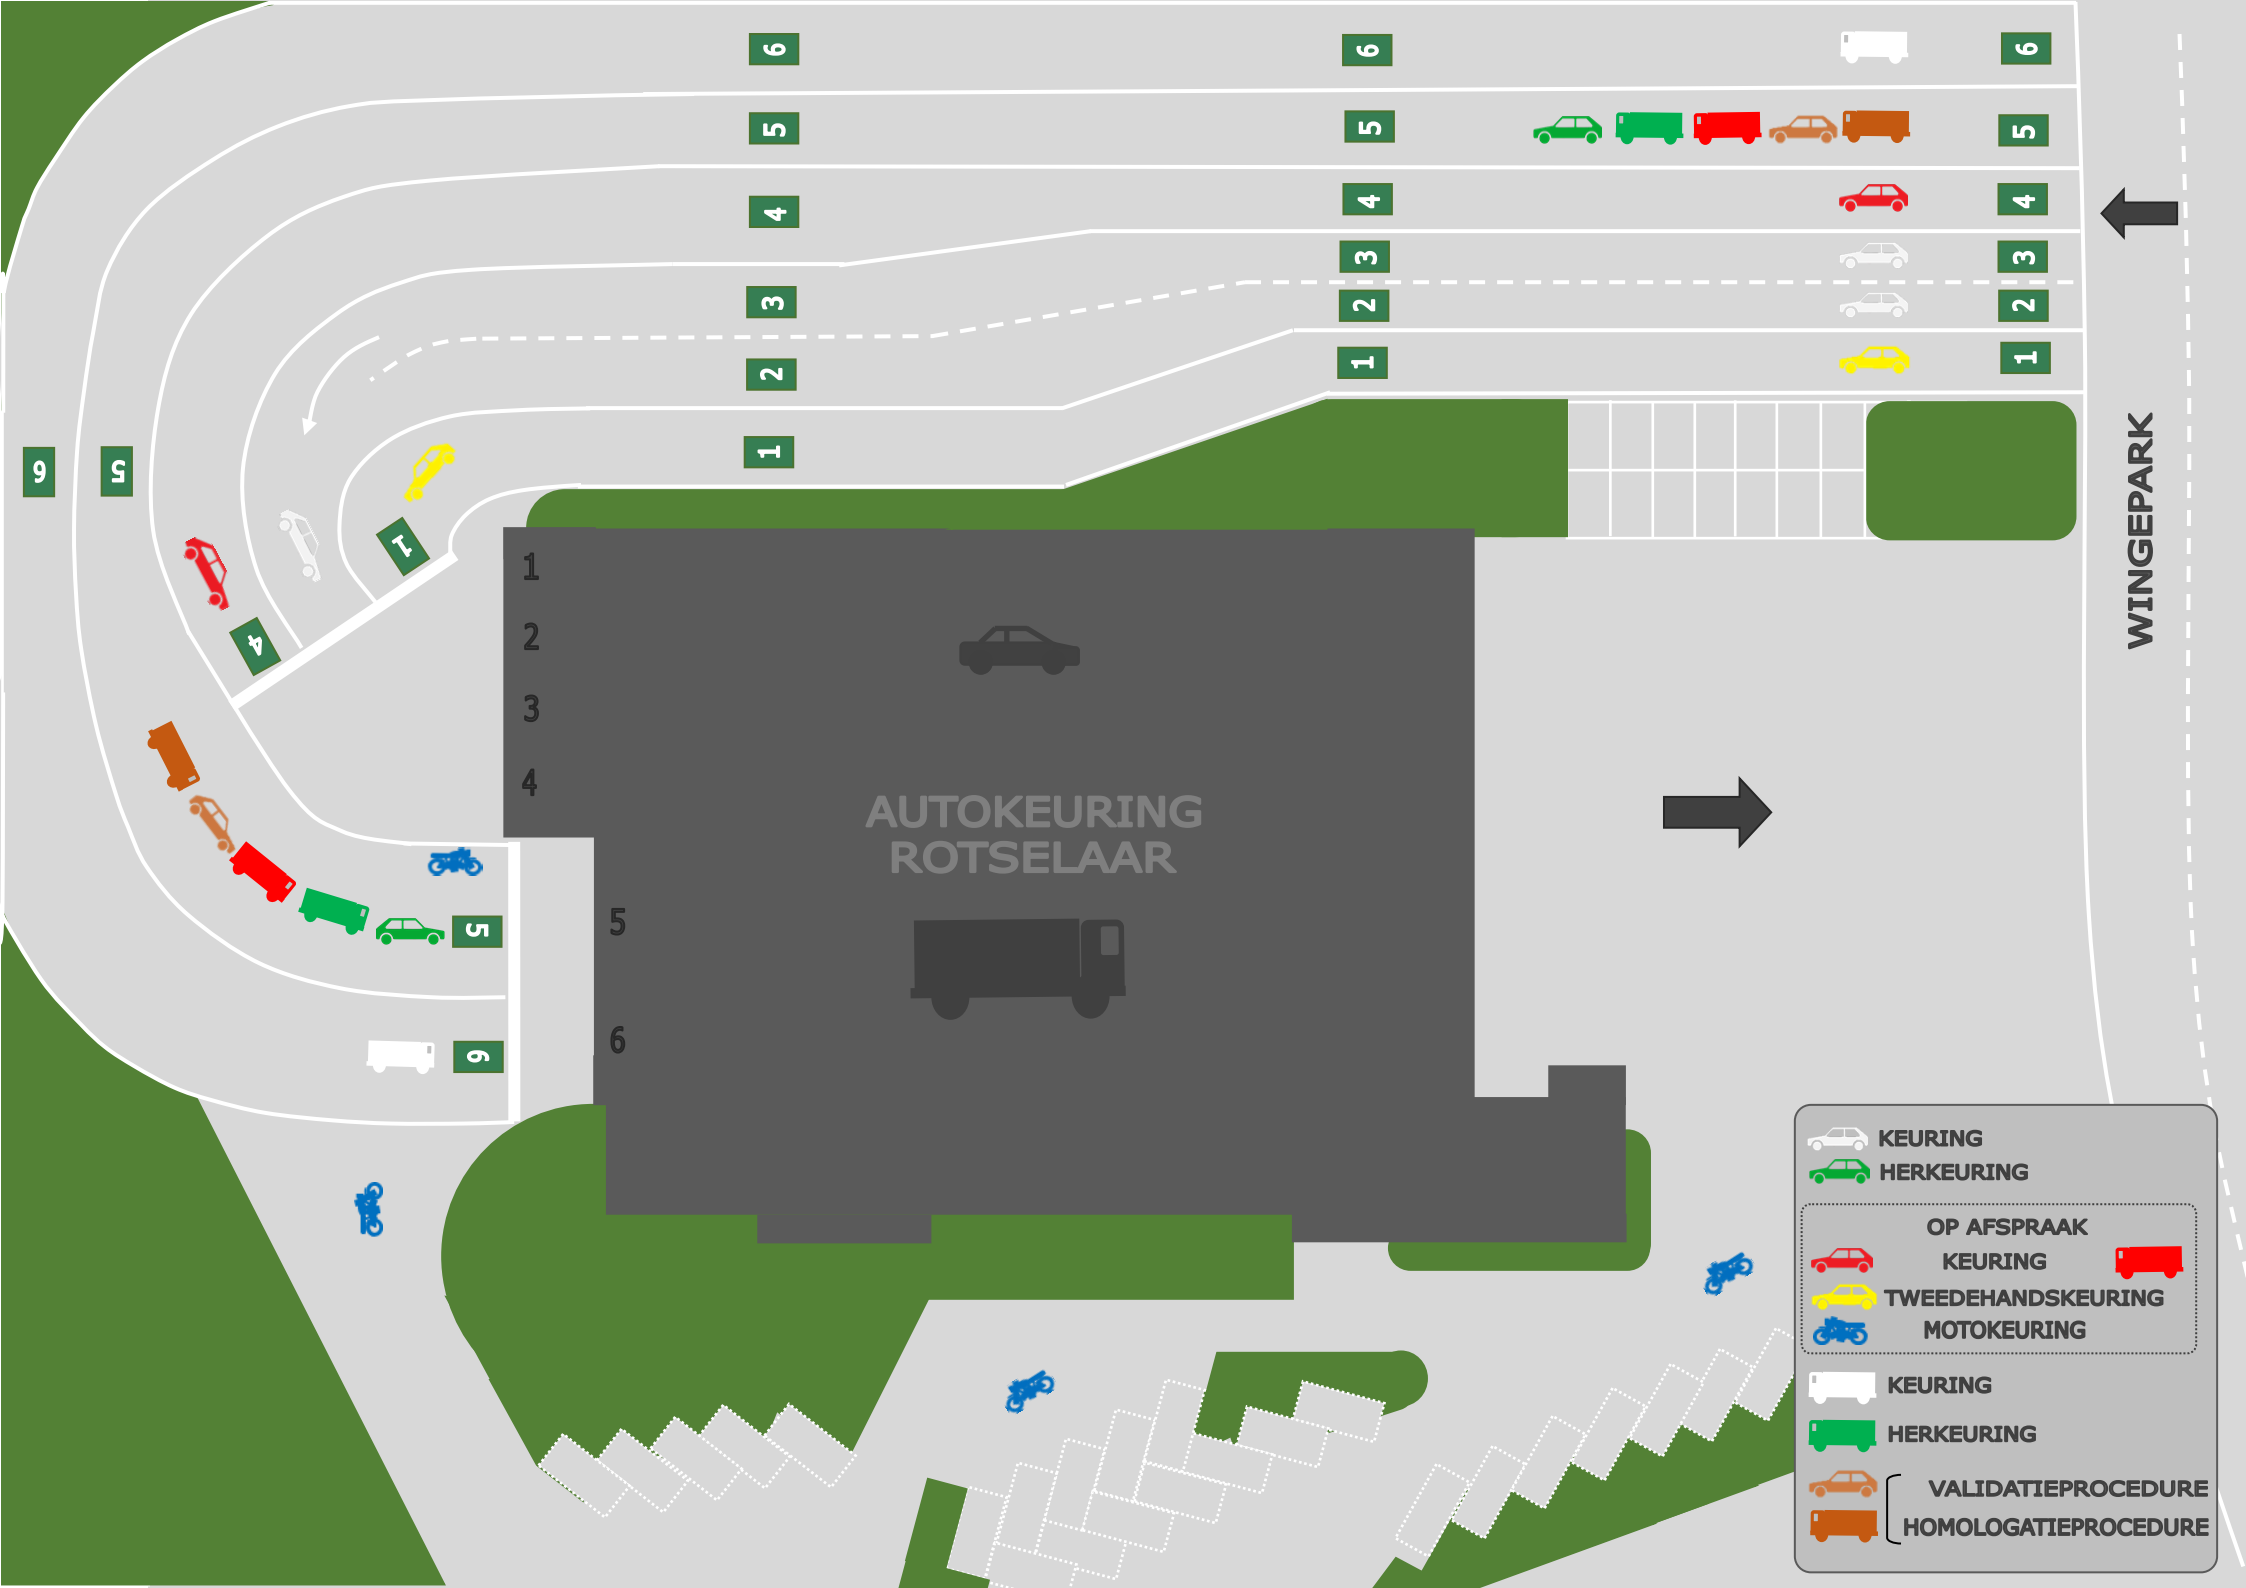 6 6 6
5 5 5
4 4 4
3 3 3
2 2 2
1 1 1
6 5
1
4
5
6
WINGEPARK
1
2
3
4
AUTOKEURING
ROTSELAAR
5
6
KEURING
HERKEURING
OP AFSPRAAK
KEURING
TWEEDEHANDSKEURING
MOTOKEURING
KEURING
HERKEURING
VALIDATIEPROCEDURE
HOMOLOGATIEPROCEDURE